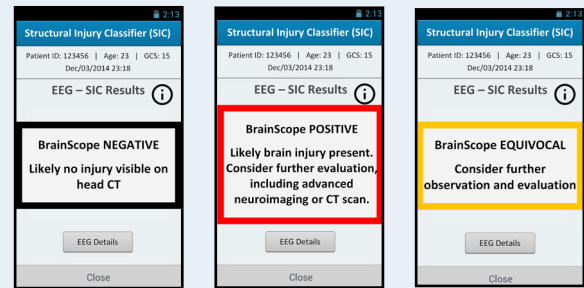 2:13
Structural Injury Classifier (SIC)
Patient ID: 123456 | Age: 23 | GCS: 15
Dec/03/2014 23:18
EEG – SIC Results
i
BrainScope NEGATIVE
Likely no injury visible on
head CT
EEG Details
Close
2:13
Structural Injury Classifier (SIC)
Patient ID: 123456 | Age: 23 | GCS: 15
Dec/03/2014 23:18
EEG – SIC Results
i
BrainScope POSITIVE
Likely brain injury present.
Consider further evaluation,
including advanced
neuroimaging or CT scan.
EEG Details
Close
2:13
Structural Injury Classifier (SIC)
Patient ID: 123456 | Age: 23 | GCS: 15
Dec/03/2014 23:18
EEG – SIC Results
i
BrainScope EQUIVOCAL
Consider further
observation and evaluation
EEG Details
Close